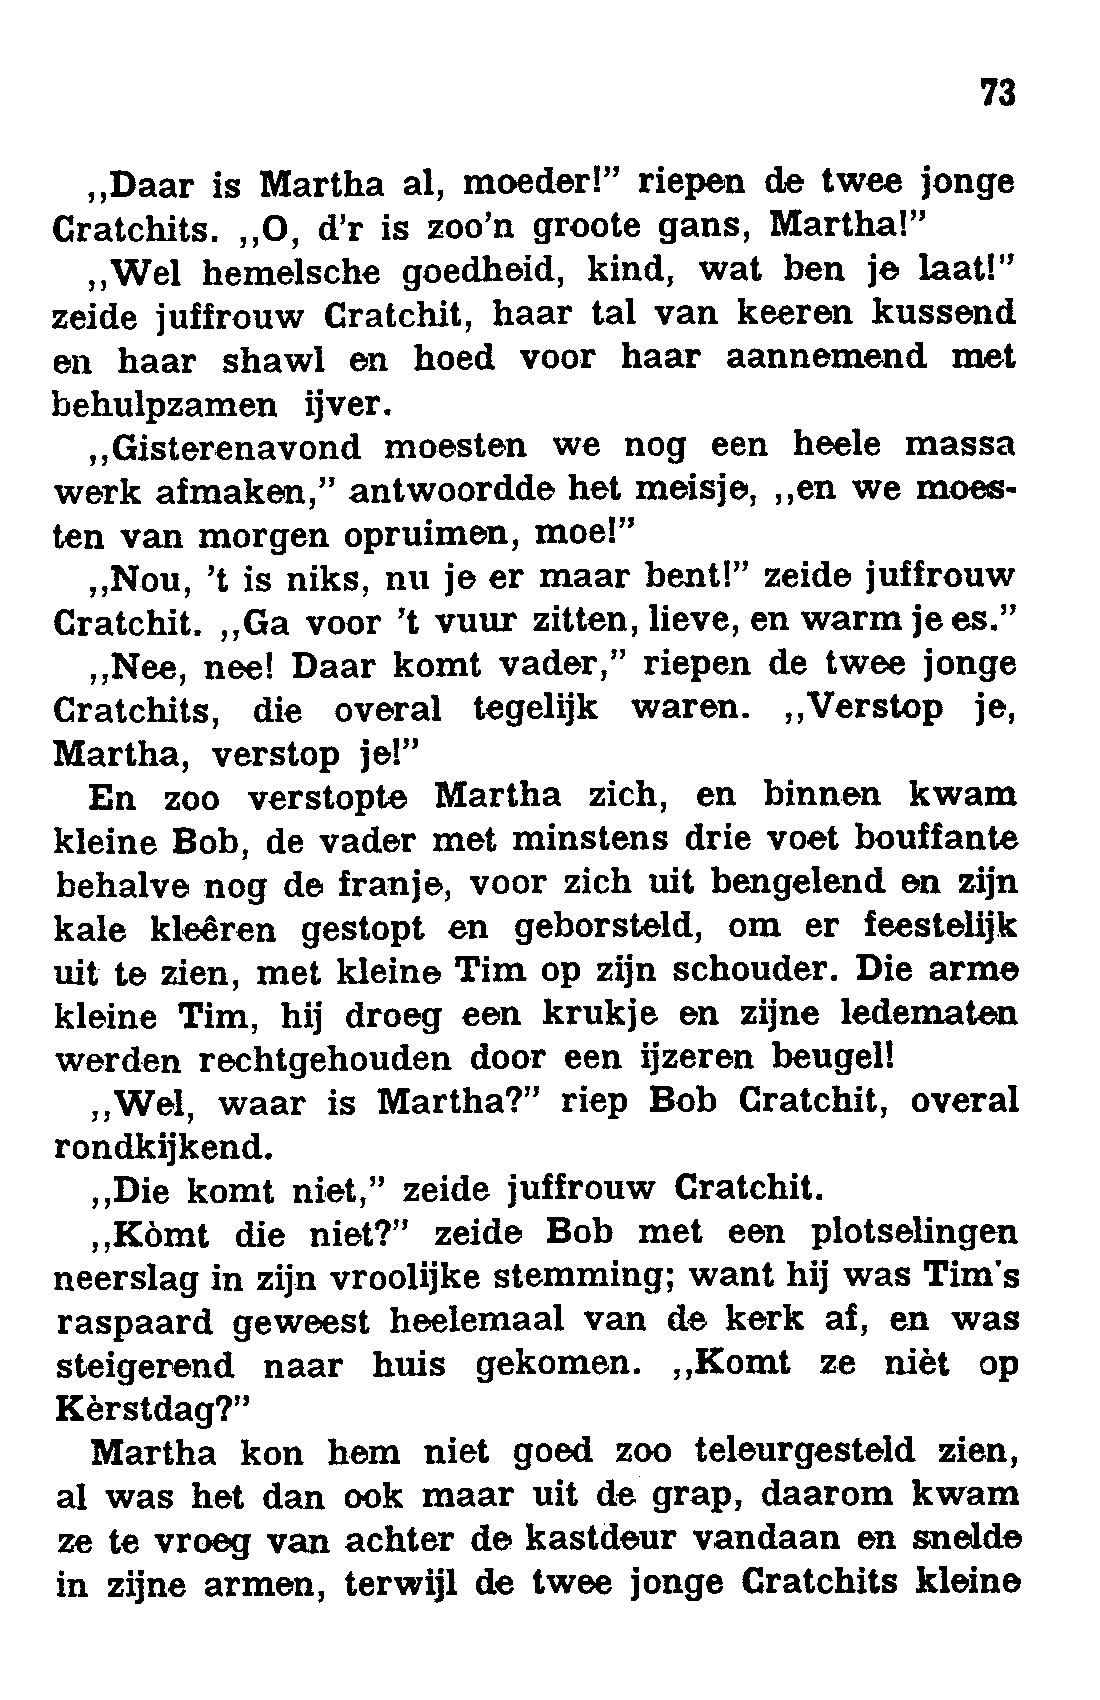 73
,,Daar is Martha al, moeder!” riepen de twee jonge
Cratchits. ,,O, d'r is zoo'n groote gans, Martha!”
,,Wel hemelsche goedheid, kind, wat ben je laat!”
zeide juffrouw Cratchit, haar tal van keeren kussend
en haar shawl en hoed voor haar aannemend met
behulpzamen ijver.
,,Gisterenavond moesten we nog een heele massa
werk afmaken,” antwoordde het meisje, ,,en we moes-
ten van morgen opruimen, moe!”
,,Nou, 't is niks, nu je er maar bent!” zeide juffrouw
Cratchit. ,,Ga voor 't vuur zitten, lieve, en warm je es.”
,,Nee, nee! Daar komt vader,” riepen de twee jonge
Cratchits, die overal tegelijk waren. ,,Verstop je,
Martha, verstop je!”
En zoo verstopte Martha zich, en binnen kwam
kleine Bob, de vader met minstens drie voet bouffante
behalve nog de franje, voor zich uit bengelend en zijn
kale kleêren gestopt en geborsteld, om er feestelijk
uit te zien, met kleine Tim op zijn schouder. Die arme
kleine Tim, hij droeg een krukje en zijne ledematen
werden rechtgehouden door een ijzeren beugel!
,,Wel, waar is Martha?” riep Bob Cratchit, overal
rondkijkend.
,,Die komt niet,” zeide juffrouw Cratchit.
,,Kòmt die niet?” zeide Bob met een plotselingen
neerslag in zijn vroolijke stemming; want hij was Tim's
raspaard geweest heelemaal van de kerk af, en was
steigerend naar huis gekomen. ,,Komt ze nièt op
Kèrstdag?”
Martha kon hem niet goed zoo teleurgesteld zien,
al was het dan ook maar uit de grap, daarom kwam
ze te vroeg van achter de kastdeur vandaan en snelde
in zijne armen, terwijl de twee jonge Cratchits kleine